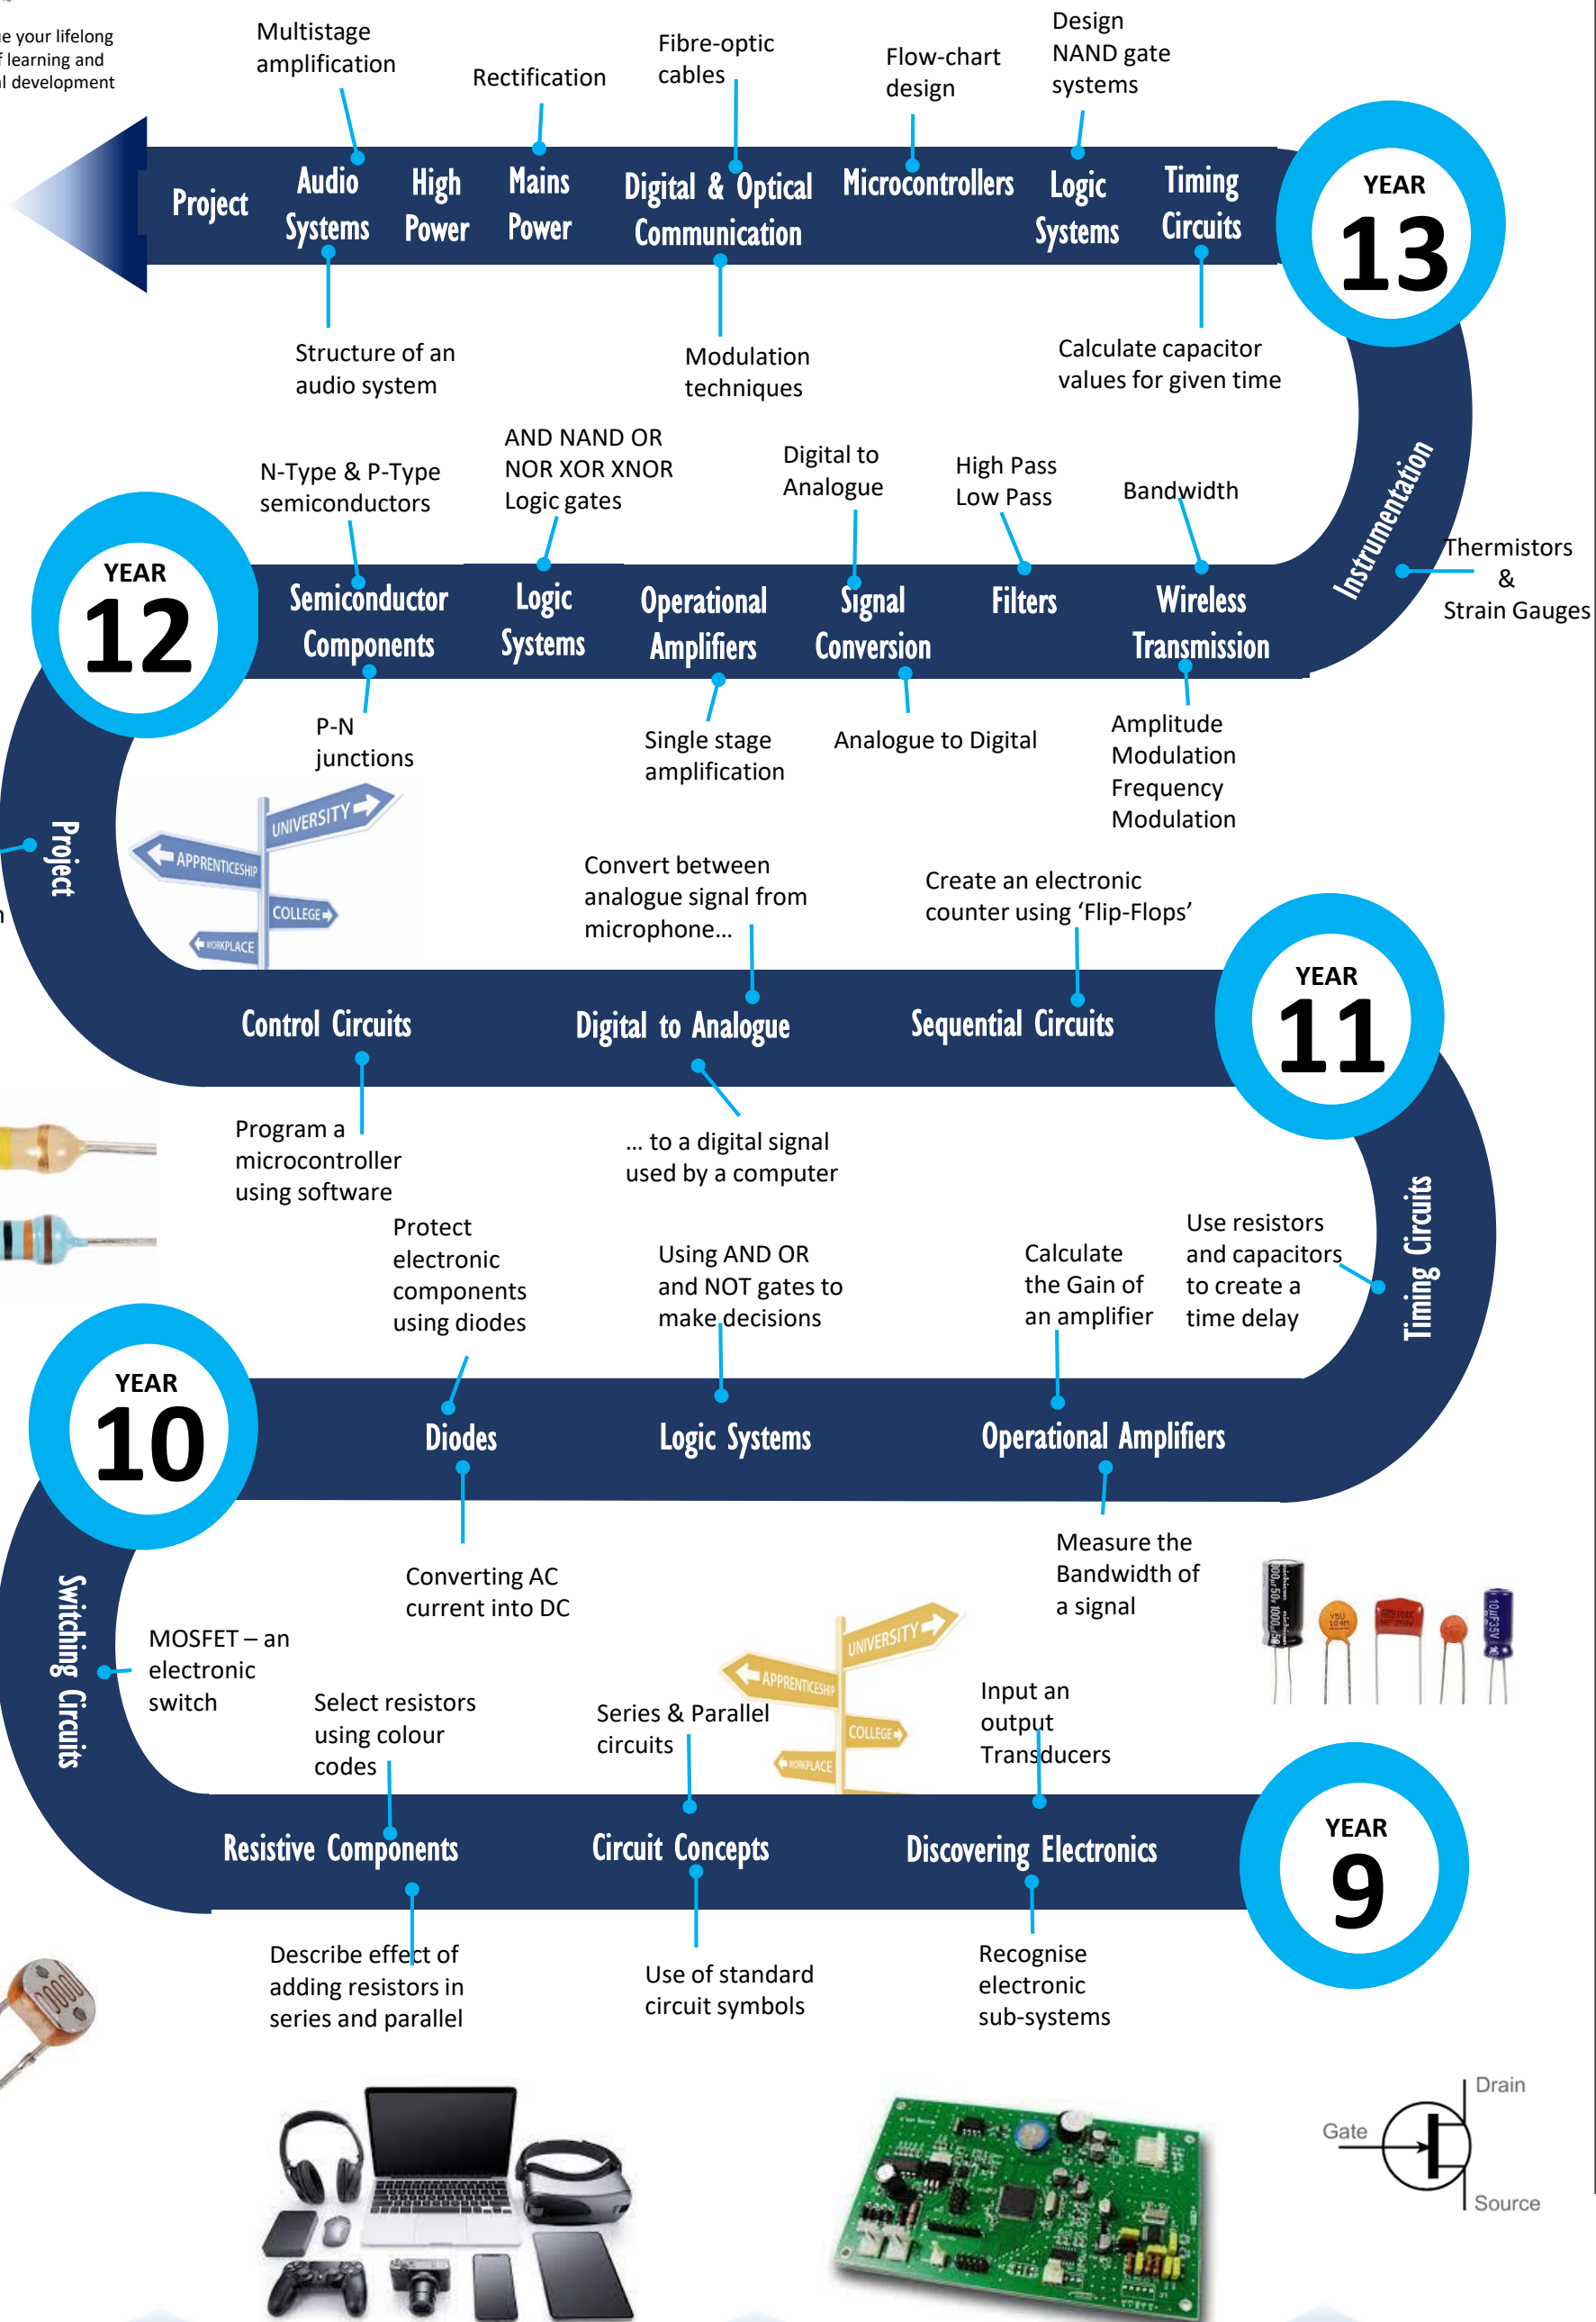 e your lifelong
f learning and
l development
Multistage
amplification
Rectification
Fibre-optic
cables
Flow-chart
design
Design
NAND gate
systems
Project
Audio
Systems
High
Power
Mains
Power
Digital & Optical
Communication
Microcontrollers
Logic
Systems
Timing
Circuits
YEAR
13
Structure of an
audio system
Modulation
techniques
Calculate capacitor
values for given time
Instrumentation
Thermistors
&
Strain Gauges
N-Type & P-Type
semiconductors
AND NAND OR
NOR XOR XNOR
Logic gates
Digital to
Analogue
High Pass
Low Pass
Bandwidth
YEAR
12
Semiconductor
Components
Logic
Systems
Operational
Amplifiers
Signal
Conversion
Filters
Wireless
Transmission
P-N
junctions
Single stage
amplification
Analogue to Digital
Amplitude
Modulation
Frequency
Modulation
Project
UNIVERSITY
APPRENTICESHIP
COLLEGE
WORKPLACE
Convert between
analogue signal from
microphone...
Create an electronic
counter using ‘Flip-Flops’
Control Circuits
Digital to Analogue
Sequential Circuits
YEAR
11
Program a
microcontroller
using software
... to a digital signal
used by a computer
Timing Circuits
Protect
electronic
components
using diodes
Using AND OR
and NOT gates to
make decisions
Calculate
the Gain of
an amplifier
Use resistors
and capacitors
to create a
time delay
YEAR
10
Diodes
Logic Systems
Operational Amplifiers
Converting AC
current into DC
Measure the
Bandwidth of
a signal
Switching Circuits
MOSFET – an
electronic
switch
Select resistors
using colour
codes
Series & Parallel
circuits
UNIVERSITY
APPRENTICESHIP
COLLEGE
WORKPLACE
Input an
output
Transducers
10µF35V
Resistive Components
Circuit Concepts
Discovering Electronics
YEAR
9
Describe effect of
adding resistors in
series and parallel
Use of standard
circuit symbols
Recognise
electronic
sub-systems
Drain
Gate
Source